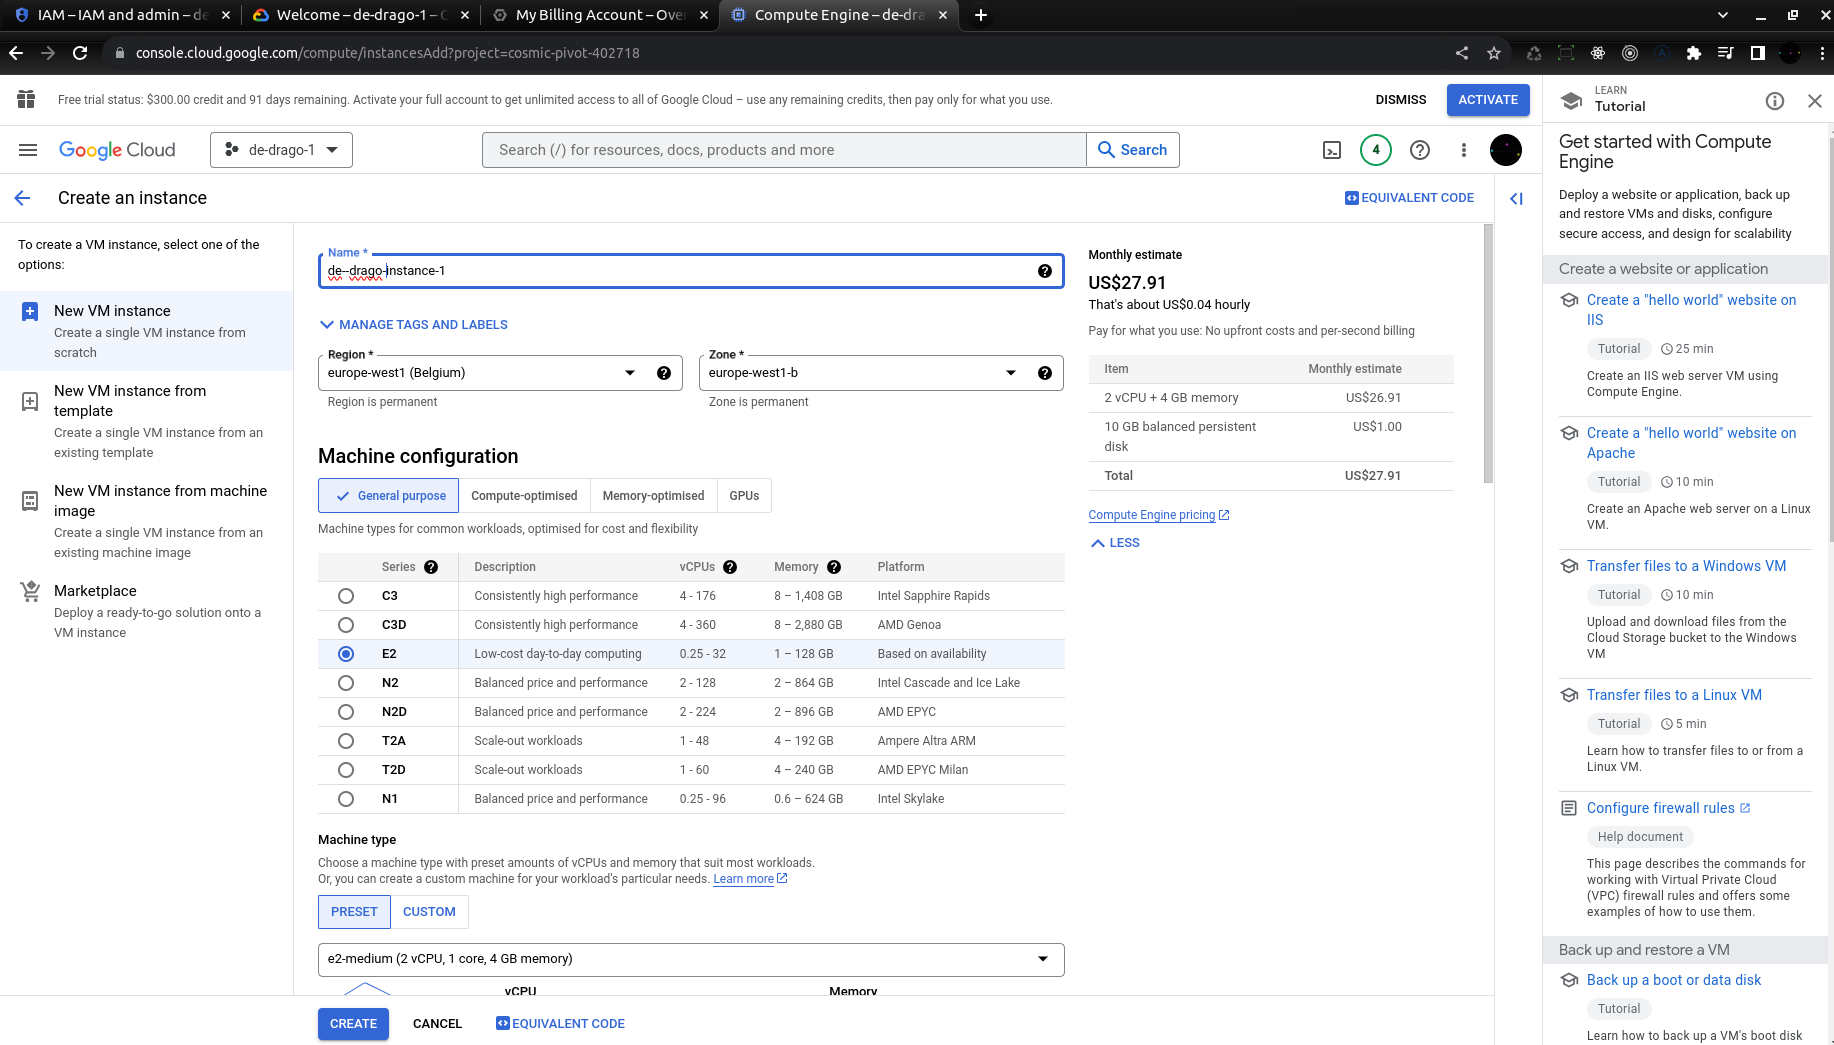 IAM – IAM and admin – de
Welcome – de-drago-1 – C
My Billing Account – Over
Compute Engine – de-dra
console.cloud.google.com/compute/instancesAdd?project=cosmic-pivot-402718
Free trial status: $300.00 credit and 91 days remaining. Activate your full account to get unlimited access to all of Google Cloud – use any remaining credits, then pay only for what you use.
DISMISS
ACTIVATE
Google Cloud
de-drago-1
Search (/) for resources, docs, products and more
Search
4
Create an instance
EQUIVALENT CODE
To create a VM instance, select one of the
options:
New VM instance
Create a single VM instance from
scratch
New VM instance from
template
Create a single VM instance from an
existing template
New VM instance from machine
image
Create a single VM instance from an
existing machine image
Marketplace
Deploy a ready-to-go solution onto a
VM instance
Name *
de--drago-instance-1
MANAGE TAGS AND LABELS
Region *
europe-west1 (Belgium)
Region is permanent
Zone *
europe-west1-b
Zone is permanent
Machine configuration
General purpose
Compute-optimised
Memory-optimised
GPUs
Machine types for common workloads, optimised for cost and flexibility
Series Description vCPUs Memory Platform
C3 Consistently high performance 4 - 176 8 – 1,408 GB Intel Sapphire Rapids
C3D Consistently high performance 4 - 360 8 – 2,880 GB AMD Genoa
E2 Low-cost day-to-day computing 0.25 - 32 1 – 128 GB Based on availability
N2 Balanced price and performance 2 - 128 2 – 864 GB Intel Cascade and Ice Lake
N2D Balanced price and performance 2 - 224 2 – 896 GB AMD EPYC
T2A Scale-out workloads 1 - 48 4 – 192 GB Ampere Altra ARM
T2D Scale-out workloads 1 - 60 4 – 240 GB AMD EPYC Milan
N1 Balanced price and performance 0.25 - 96 0.6 – 624 GB Intel Skylake
Machine type
Choose a machine type with preset amounts of vCPUs and memory that suit most workloads.
Or, you can create a custom machine for your workload's particular needs. Learn more
PRESET
CUSTOM
e2-medium (2 vCPU, 1 core, 4 GB memory)
vCPU
Memory
CREATE
CANCEL
EQUIVALENT CODE
Monthly estimate
US$27.91
That's about US$0.04 hourly
Pay for what you use: No upfront costs and per-second billing
Item Monthly estimate
2 vCPU + 4 GB memory US$26.91
10 GB balanced persistent US$1.00
disk
Total US$27.91
Compute Engine pricing
LESS
LEARN
Tutorial
Get started with Compute
Engine
Deploy a website or application, back up
and restore VMs and disks, configure
secure access, and design for scalability
Create a website or application
Create a "hello world" website on
IIS
Tutorial 25 min
Create an IIS web server VM using
Compute Engine.
Create a "hello world" website on
Apache
Tutorial 10 min
Create an Apache web server on a Linux
VM.
Transfer files to a Windows VM
Tutorial 10 min
Upload and download files from the
Cloud Storage bucket to the Windows
VM
Transfer files to a Linux VM
Tutorial 5 min
Learn how to transfer files to or from a
Linux VM.
Configure firewall rules
Help document
This page describes the commands for
working with Virtual Private Cloud
(VPC) firewall rules and offers some
examples of how to use them.
Back up and restore a VM
Back up a boot or data disk
Tutorial
Learn how to back up a VM's boot disk